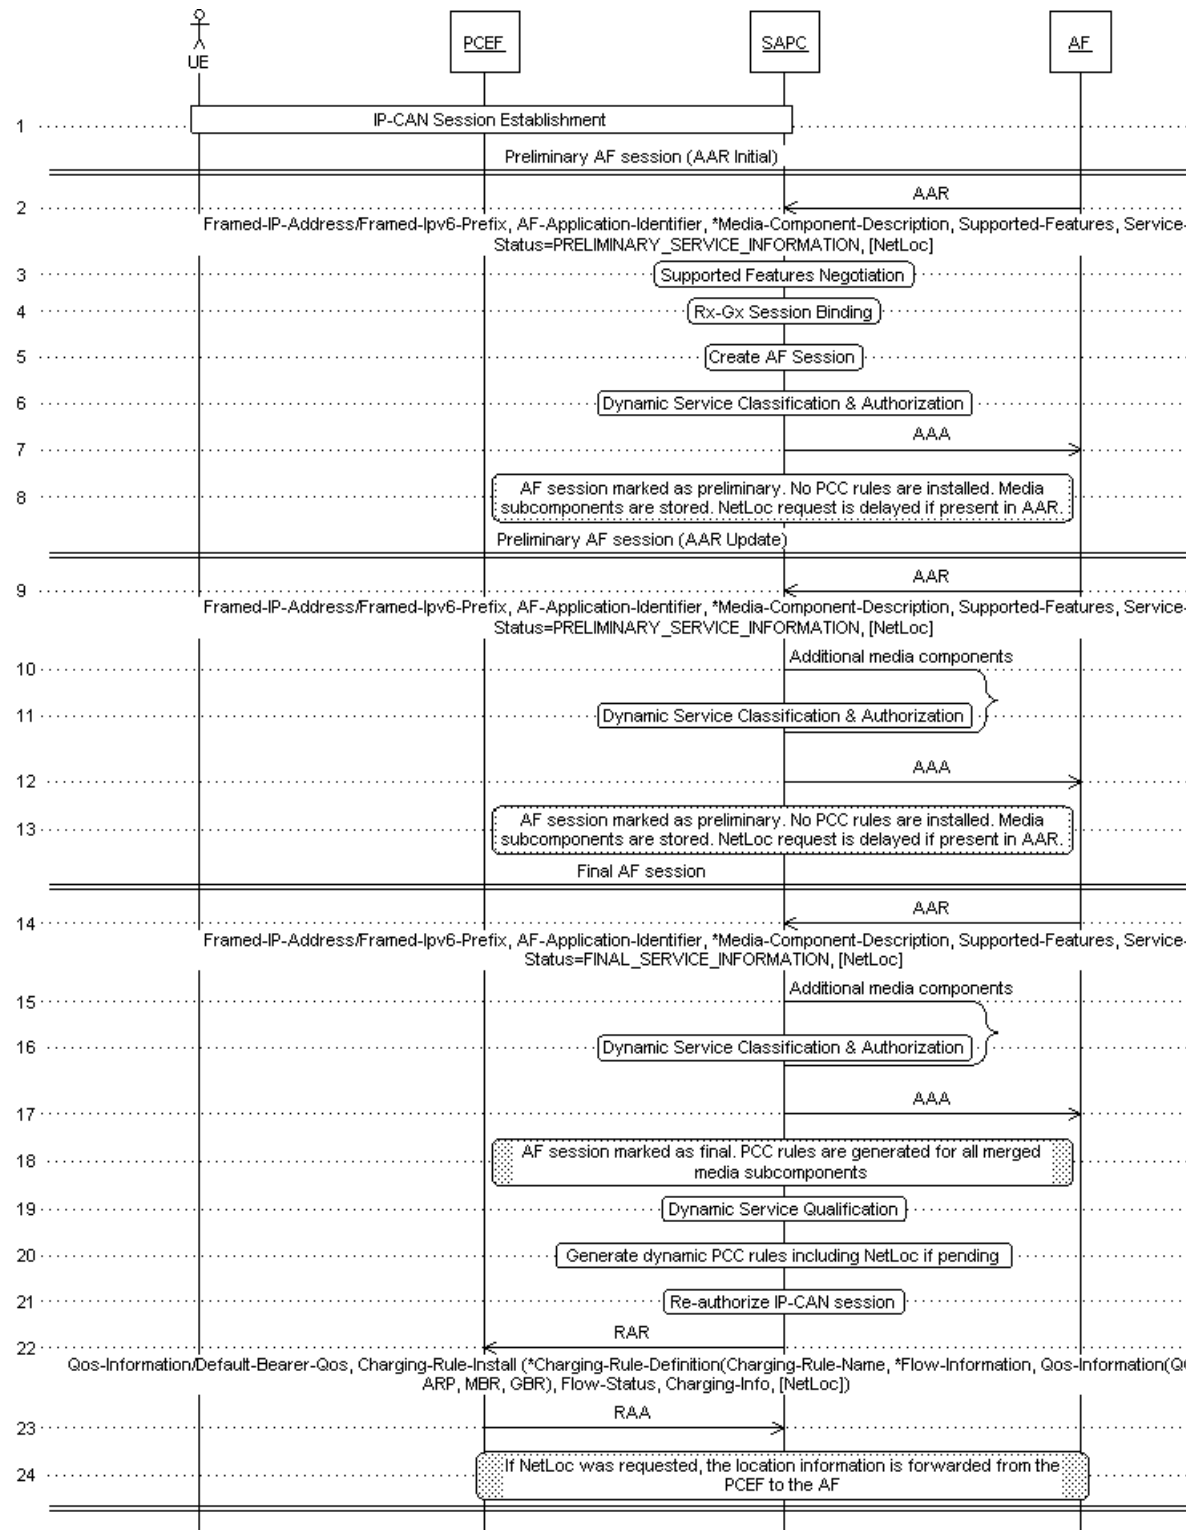 UE
PCEF
SAPC
AF
1
IP-CAN Session Establishment
Preliminary AF session (AAR Initial)
AAR
2
Framed-IP-Address/Framed-Ipv6-Prefix, AF-Application-Identifier, *Media-Component-Description, Supported-Features, Service-
Status=PRELIMINARY_SERVICE_INFORMATION, [NetLoc]
3
Supported Features Negotiation
4
Rx-Gx Session Binding
5
Create AF Session
6
Dynamic Service Classification & Authorization
AAA
7
8
AF session marked as preliminary. No PCC rules are installed. Media
subcomponents are stored. NetLoc request is delayed if present in AAR.
Preliminary AF session (AAR Update)
AAR
9
Framed-IP-Address/Framed-Ipv6-Prefix, AF-Application-Identifier, *Media-Component-Description, Supported-Features, Service-
Status=PRELIMINARY_SERVICE_INFORMATION, [NetLoc]
Additional media components
10
11
Dynamic Service Classification & Authorization
AAA
12
13
AF session marked as preliminary. No PCC rules are installed. Media
subcomponents are stored. NetLoc request is delayed if present in AAR.
Final AF session
AAR
14
Framed-IP-Address/Framed-Ipv6-Prefix, AF-Application-Identifier, *Media-Component-Description, Supported-Features, Service-
Status=FINAL_SERVICE_INFORMATION, [NetLoc]
Additional media components
15
16
Dynamic Service Classification & Authorization
AAA
17
18
AF session marked as final. PCC rules are generated for all merged
media subcomponents
19
Dynamic Service Qualification
20
Generate dynamic PCC rules including NetLoc if pending
21
Re-authorize IP-CAN session
RAR
22
Qos-Information/Default-Bearer-Qos, Charging-Rule-Install (*Charging-Rule-Definition(Charging-Rule-Name, *Flow-Information, Qos-Information(
ARP, MBR, GBR), Flow-Status, Charging-Info, [NetLoc])
RAA
23
24
If NetLoc was requested, the location information is forwarded from the
PCEF to the AF